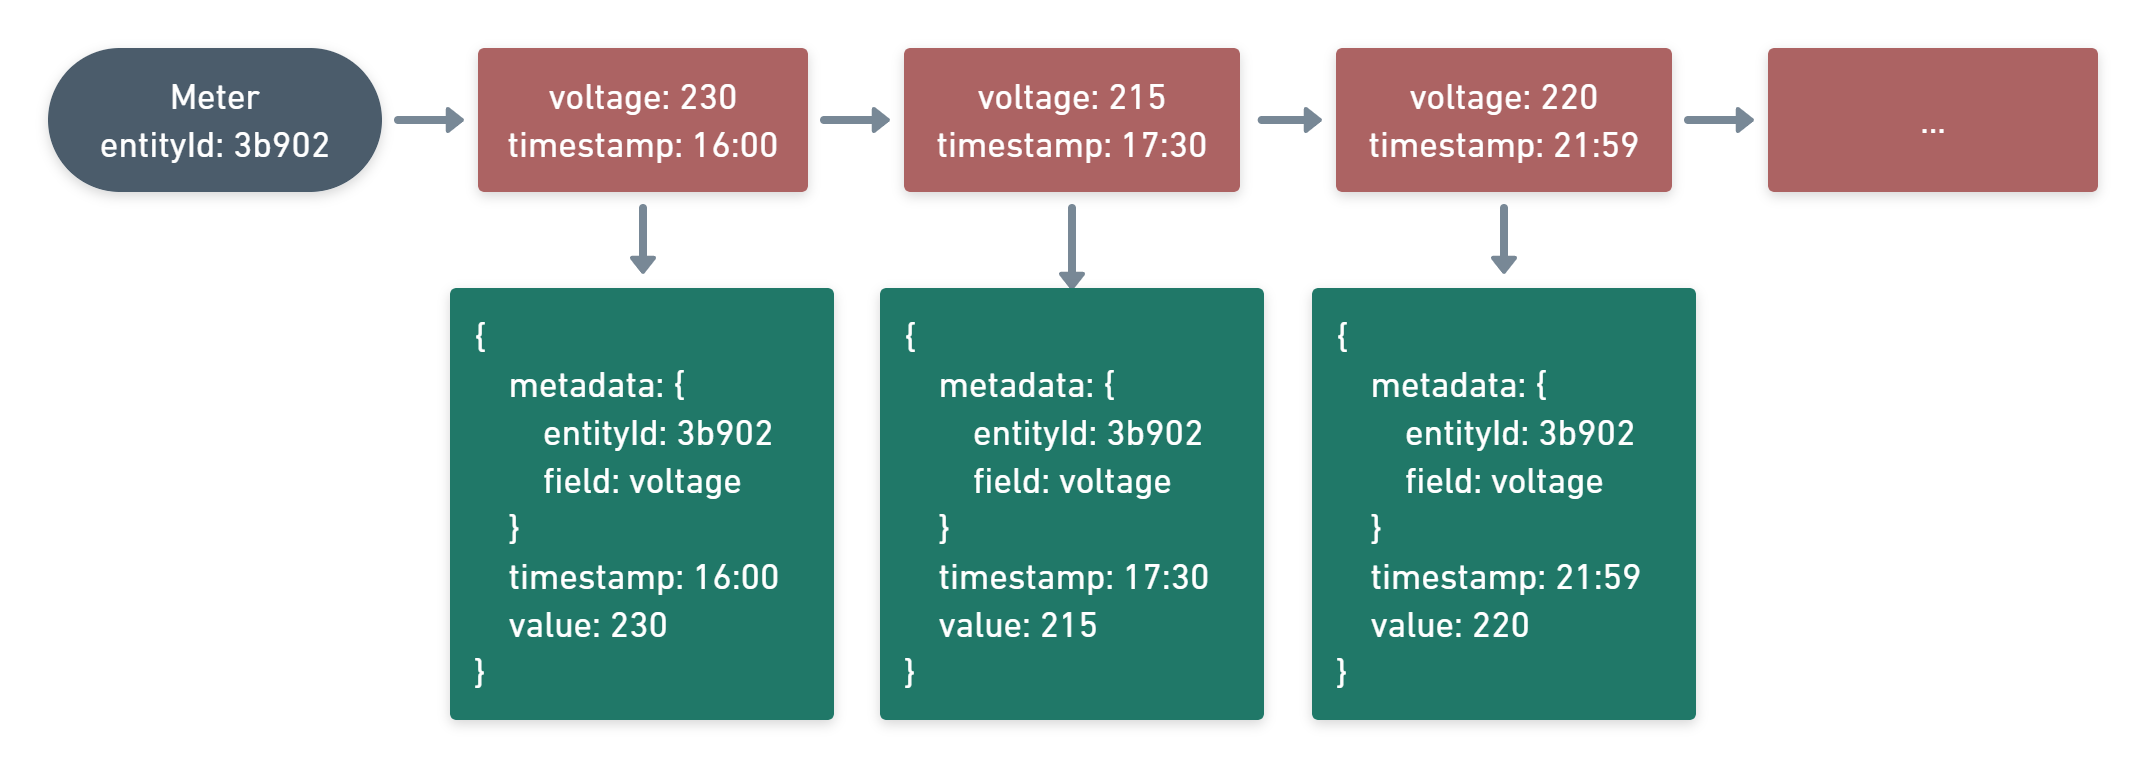 Meter
entityId: 3b902
voltage: 230
timestamp: 16:00
voltage: 215
timestamp: 17:30
voltage: 220
timestamp: 21:59
...
{
metadata: {
entityId: 3b902
field: voltage
}
timestamp: 16:00
value: 230
}
{
metadata: {
entityId: 3b902
field: voltage
}
timestamp: 17:30
value: 215
}
{
metadata: {
entityId: 3b902
field: voltage
}
timestamp: 21:59
value: 220
}